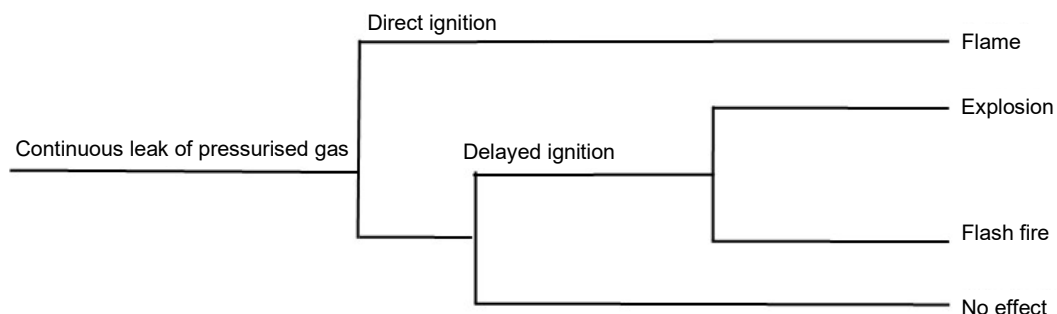 Direct ignition
Flame
Explosion
Continuous leak of pressurised gas
Delayed ignition
Flash fire
No effect